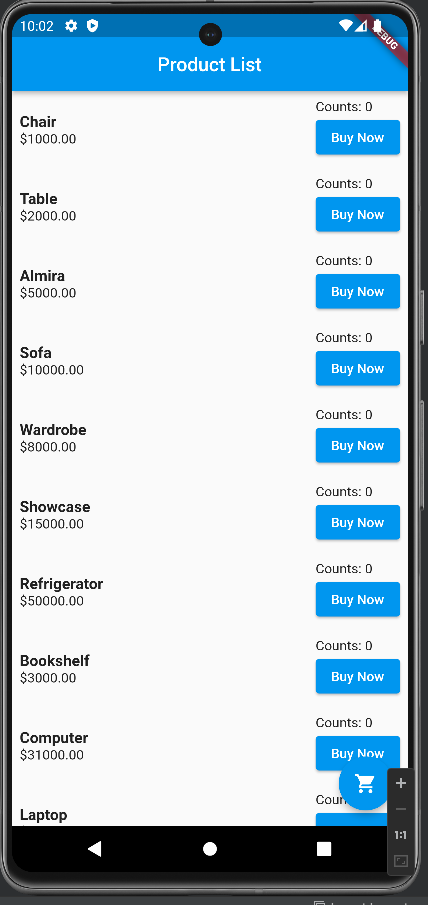 10:02
DEBUG
Product List
Counts: 0
Chair
$1000.00
Buy Now
Counts: 0
Table
$2000.00
Buy Now
Counts: 0
Almira
$5000.00
Buy Now
Counts: 0
Sofa
$10000.00
Buy Now
Counts: 0
Wardrobe
$8000.00
Buy Now
Counts: 0
Showcase
$15000.00
Buy Now
Counts: 0
Refrigerator
$50000.00
Buy Now
Counts: 0
Bookshelf
$3000.00
Buy Now
Counts: 0
Computer
$31000.00
Buy Now
Laptop
1:1